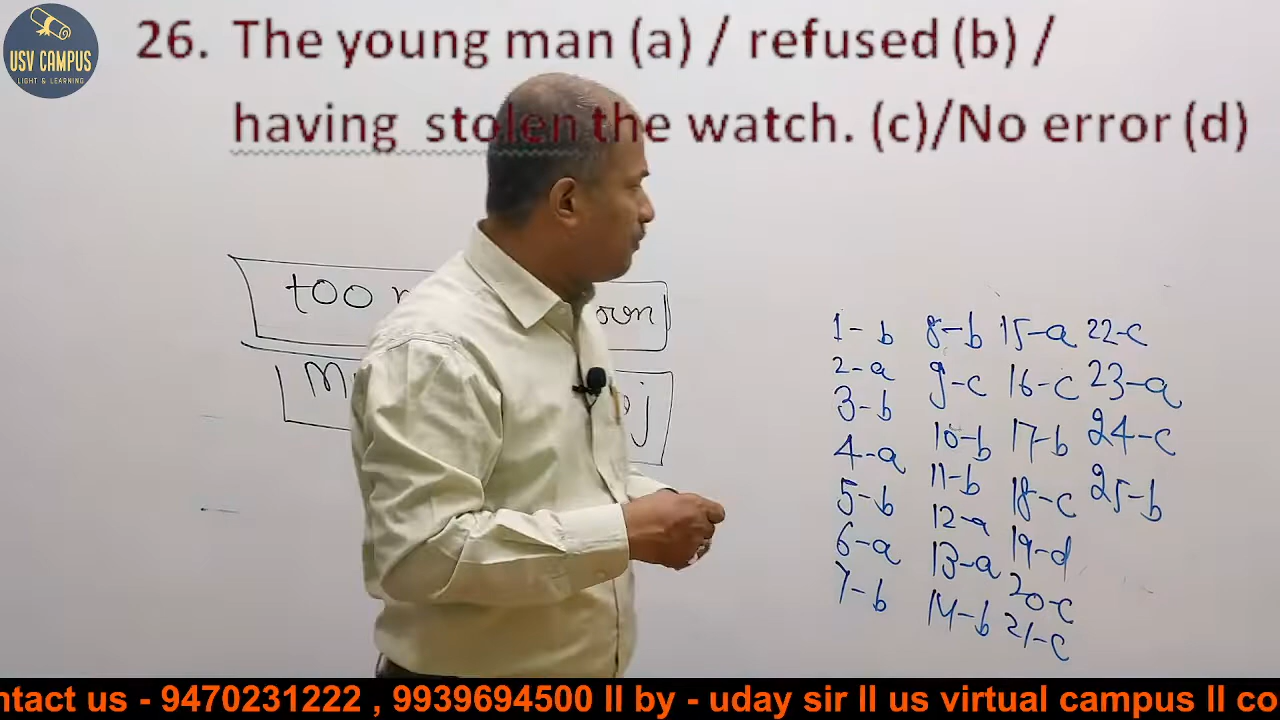 USV CAMPUS
LIGHT & LEARNING
26. The young man (a) / refused (b) /
having stolen the watch. (c)/No error (d)
too
own
1-b
2-a
3-b
4-a
5-b
6-a
7-b
8-b
9-c
10-b
11-b
12-a
13-a
14-b
15-a
16-c
17-b
18-c
19-d
20-c
21-c
22-c
23-a
24-c
25-b
ntact us - 9470231222 , 9939694500 ll by - uday sir ll us virtual campus ll co